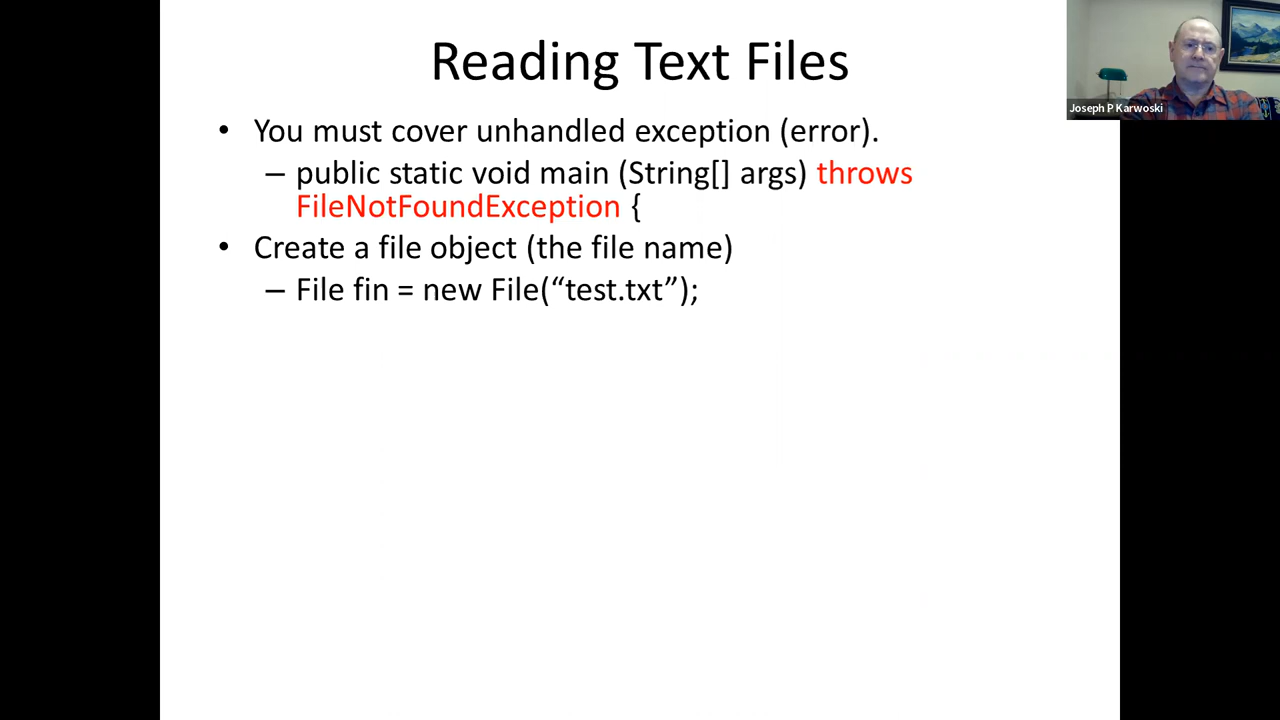 Reading Text Files
Joseph P Karwoski
• You must cover unhandled exception (error).
– public static void main (String[] args) throws
FileNotFoundException {
• Create a file object (the file name)
– File fin = new File(“test.txt”);